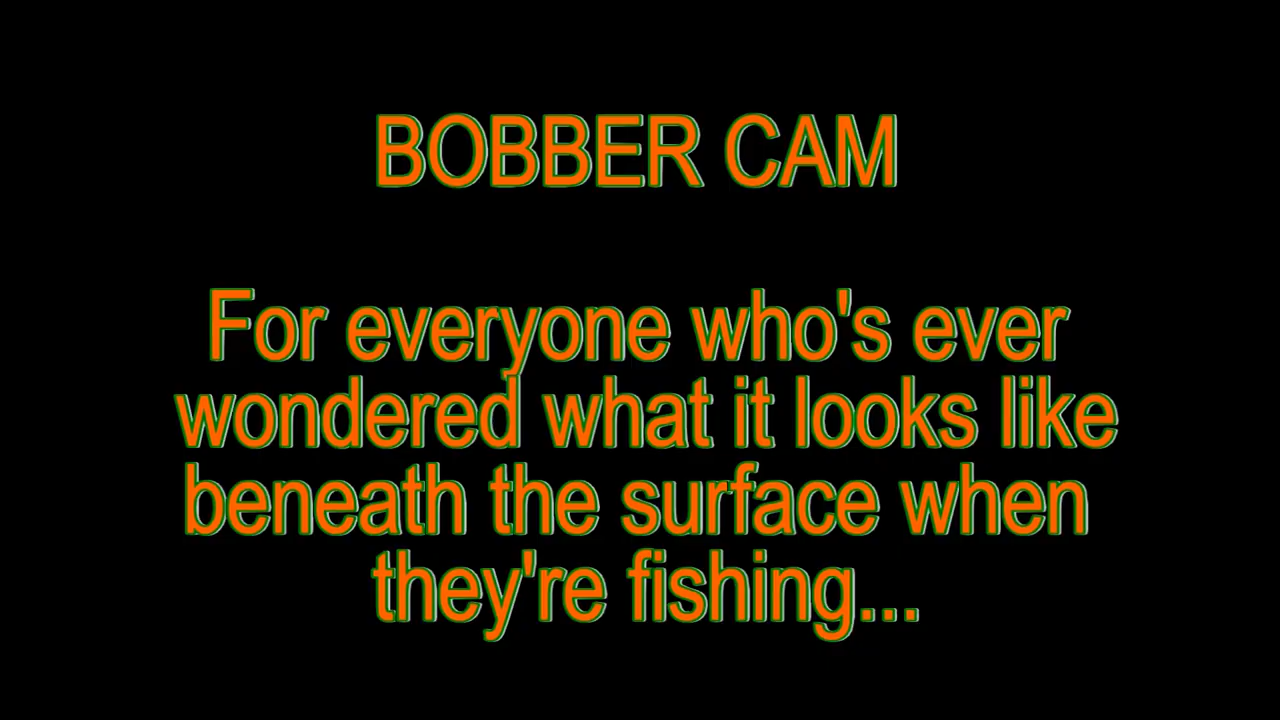 BOBBER CAM
For everyone who's ever
wondered what it looks like
beneath the surface when
they're fishing...